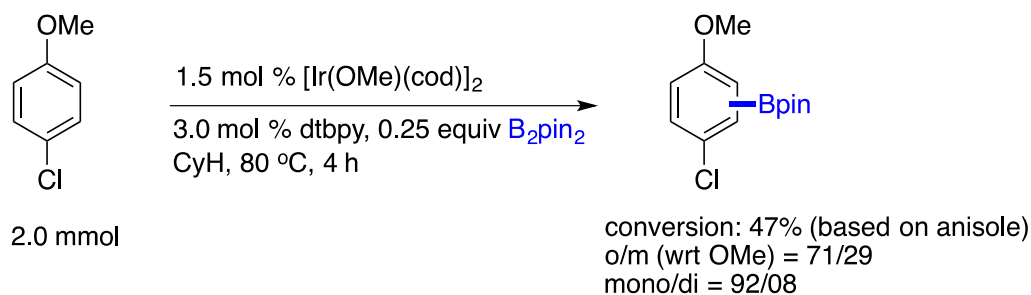 OMe
Cl
2.0 mmol
1.5 mol % [Ir(OMe)(cod)]₂
3.0 mol % dtbpy, 0.25 equiv B₂pin₂
CyH, 80 ºC, 4 h
OMe
Bpin
Cl
conversion: 47% (based on anisole)
o/m (wrt OMe) = 71/29
mono/di = 92/08